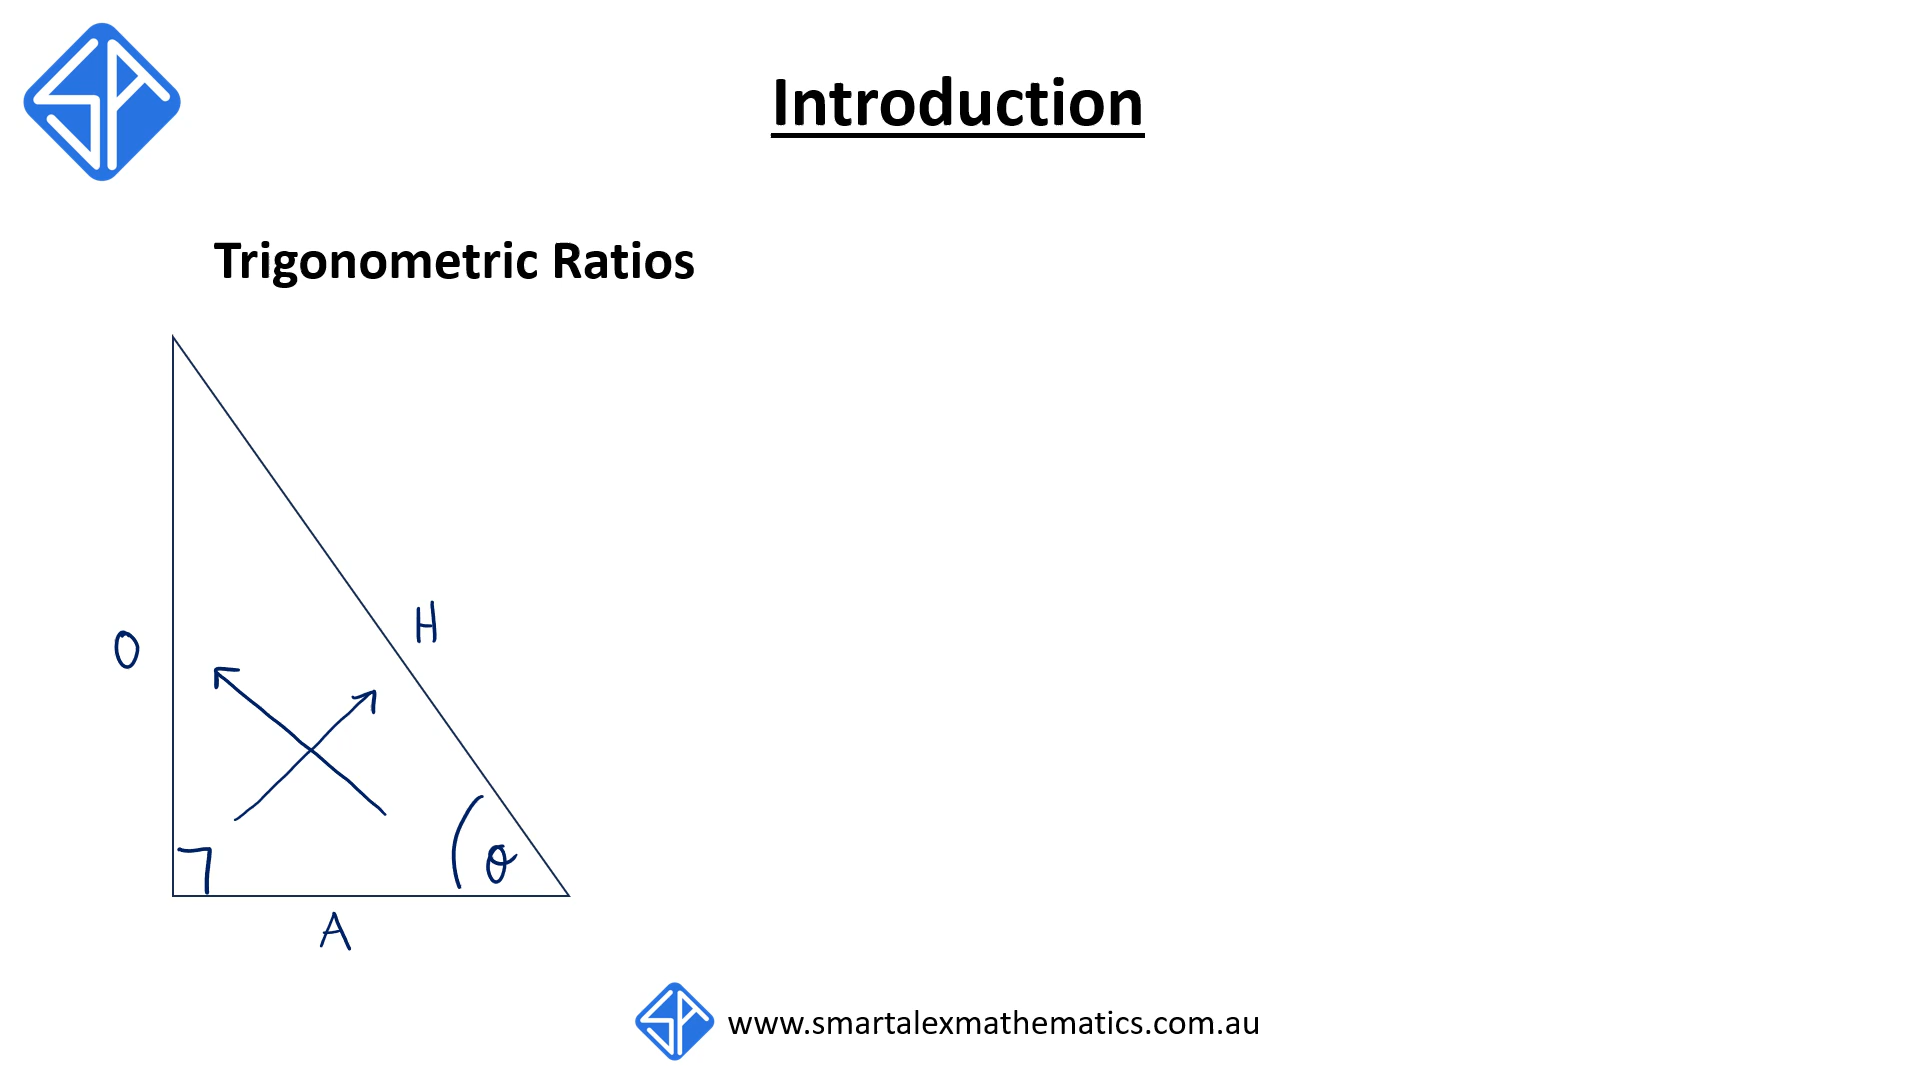 Introduction
Trigonometric Ratios
O
H
θ
A
www.smartalexmathematics.com.au